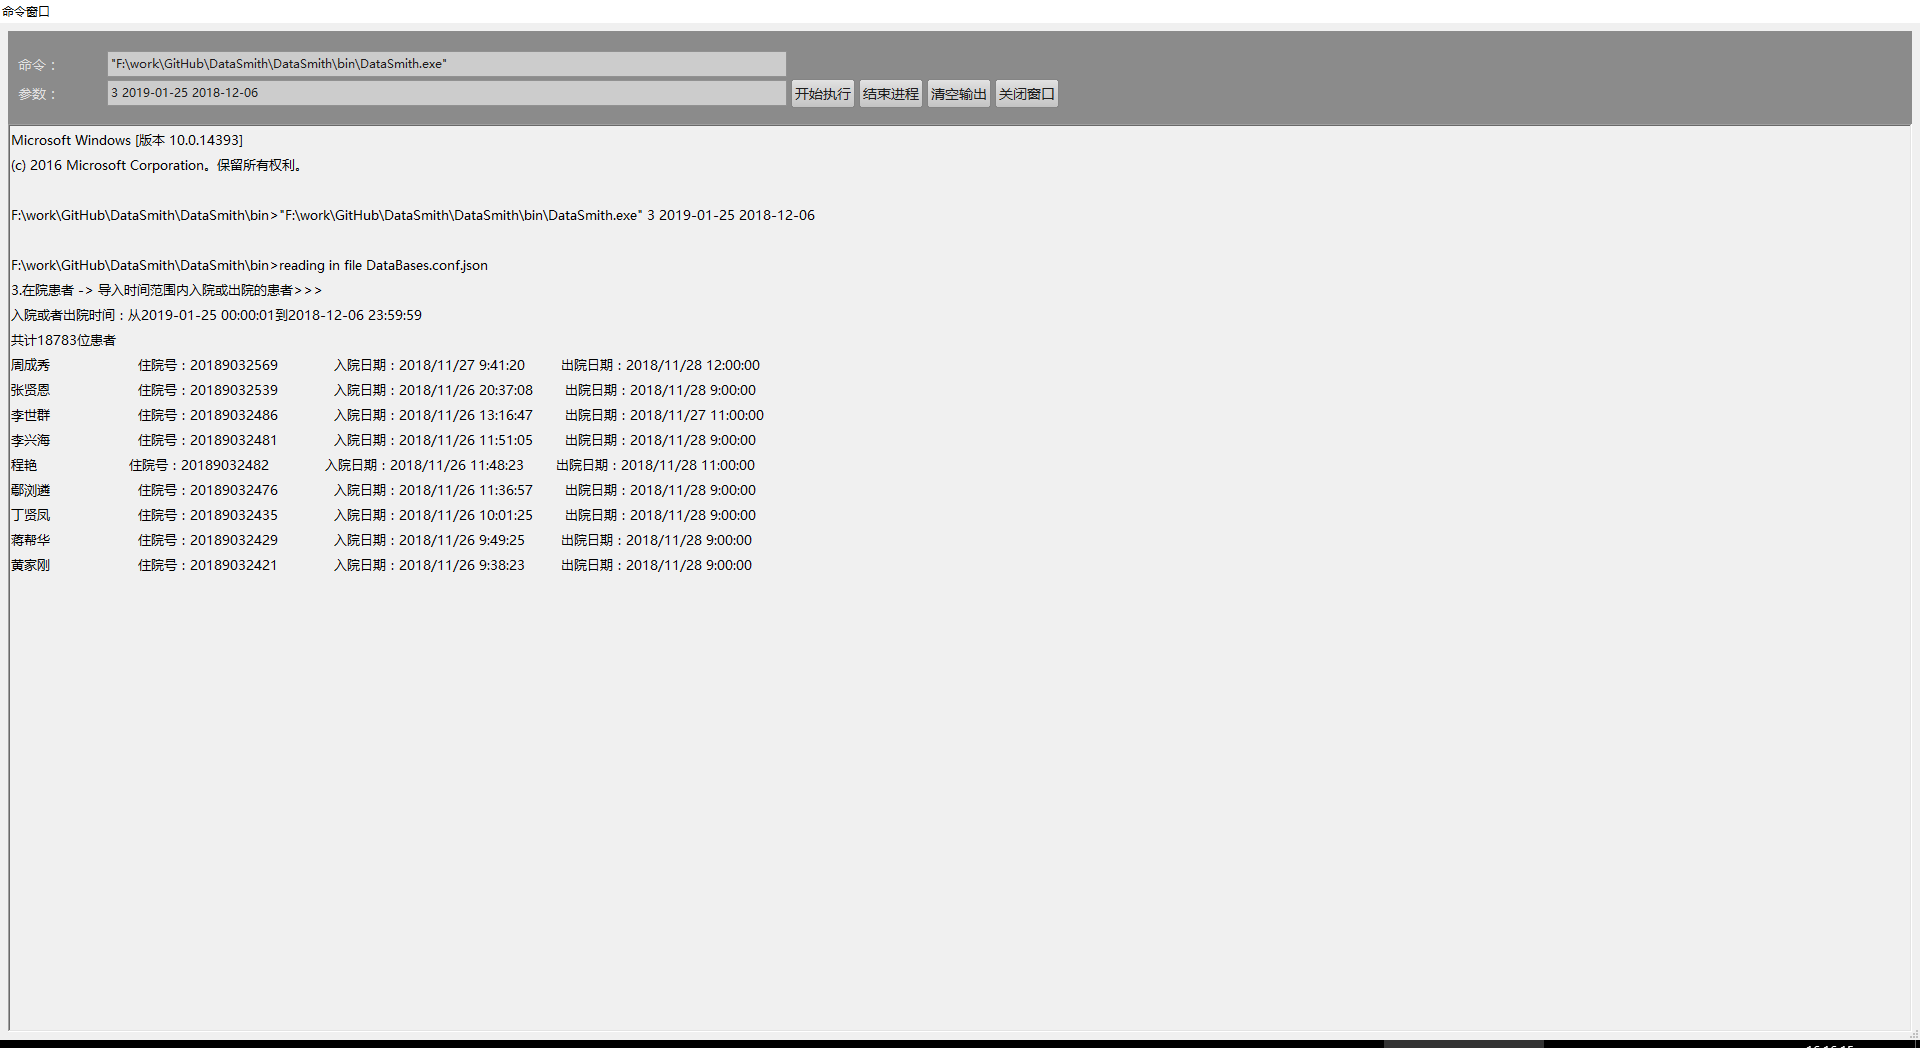 命令窗口
命令： "F:\work\GitHub\DataSmith\DataSmith\bin\DataSmith.exe"
参数： 3 2019-01-25 2018-12-06 开始执行 结束进程 清空输出 关闭窗口
Microsoft Windows [版本 10.0.14393]
(c) 2016 Microsoft Corporation。保留所有权利。
F:\work\GitHub\DataSmith\DataSmith\bin>"F:\work\GitHub\DataSmith\DataSmith\bin\DataSmith.exe" 3 2019-01-25 2018-12-06
F:\work\GitHub\DataSmith\DataSmith\bin>reading in file DataBases.conf.json
3.在院患者 -> 导入时间范围内入院或出院的患者>>>
入院或者出院时间：从2019-01-25 00:00:01到2018-12-06 23:59:59
共计18783位患者
周成秀 住院号：20189032569 入院日期：2018/11/27 9:41:20 出院日期：2018/11/28 12:00:00
张贤恩 住院号：20189032539 入院日期：2018/11/26 20:37:08 出院日期：2018/11/28 9:00:00
李世群 住院号：20189032486 入院日期：2018/11/26 13:16:47 出院日期：2018/11/27 11:00:00
李兴海 住院号：20189032481 入院日期：2018/11/26 11:51:05 出院日期：2018/11/28 9:00:00
程艳 住院号：20189032482 入院日期：2018/11/26 11:48:23 出院日期：2018/11/28 11:00:00
鄢浏遴 住院号：20189032476 入院日期：2018/11/26 11:36:57 出院日期：2018/11/28 9:00:00
丁贤凤 住院号：20189032435 入院日期：2018/11/26 10:01:25 出院日期：2018/11/28 9:00:00
蒋帮华 住院号：20189032429 入院日期：2018/11/26 9:49:25 出院日期：2018/11/28 9:00:00
黄家刚 住院号：20189032421 入院日期：2018/11/26 9:38:23 出院日期：2018/11/28 9:00:00